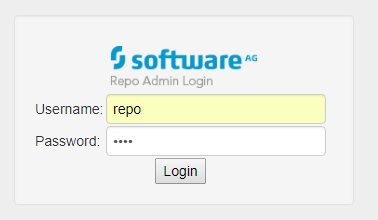 software AG
Repo Admin Login
Username: repo
Password: ••••
Login